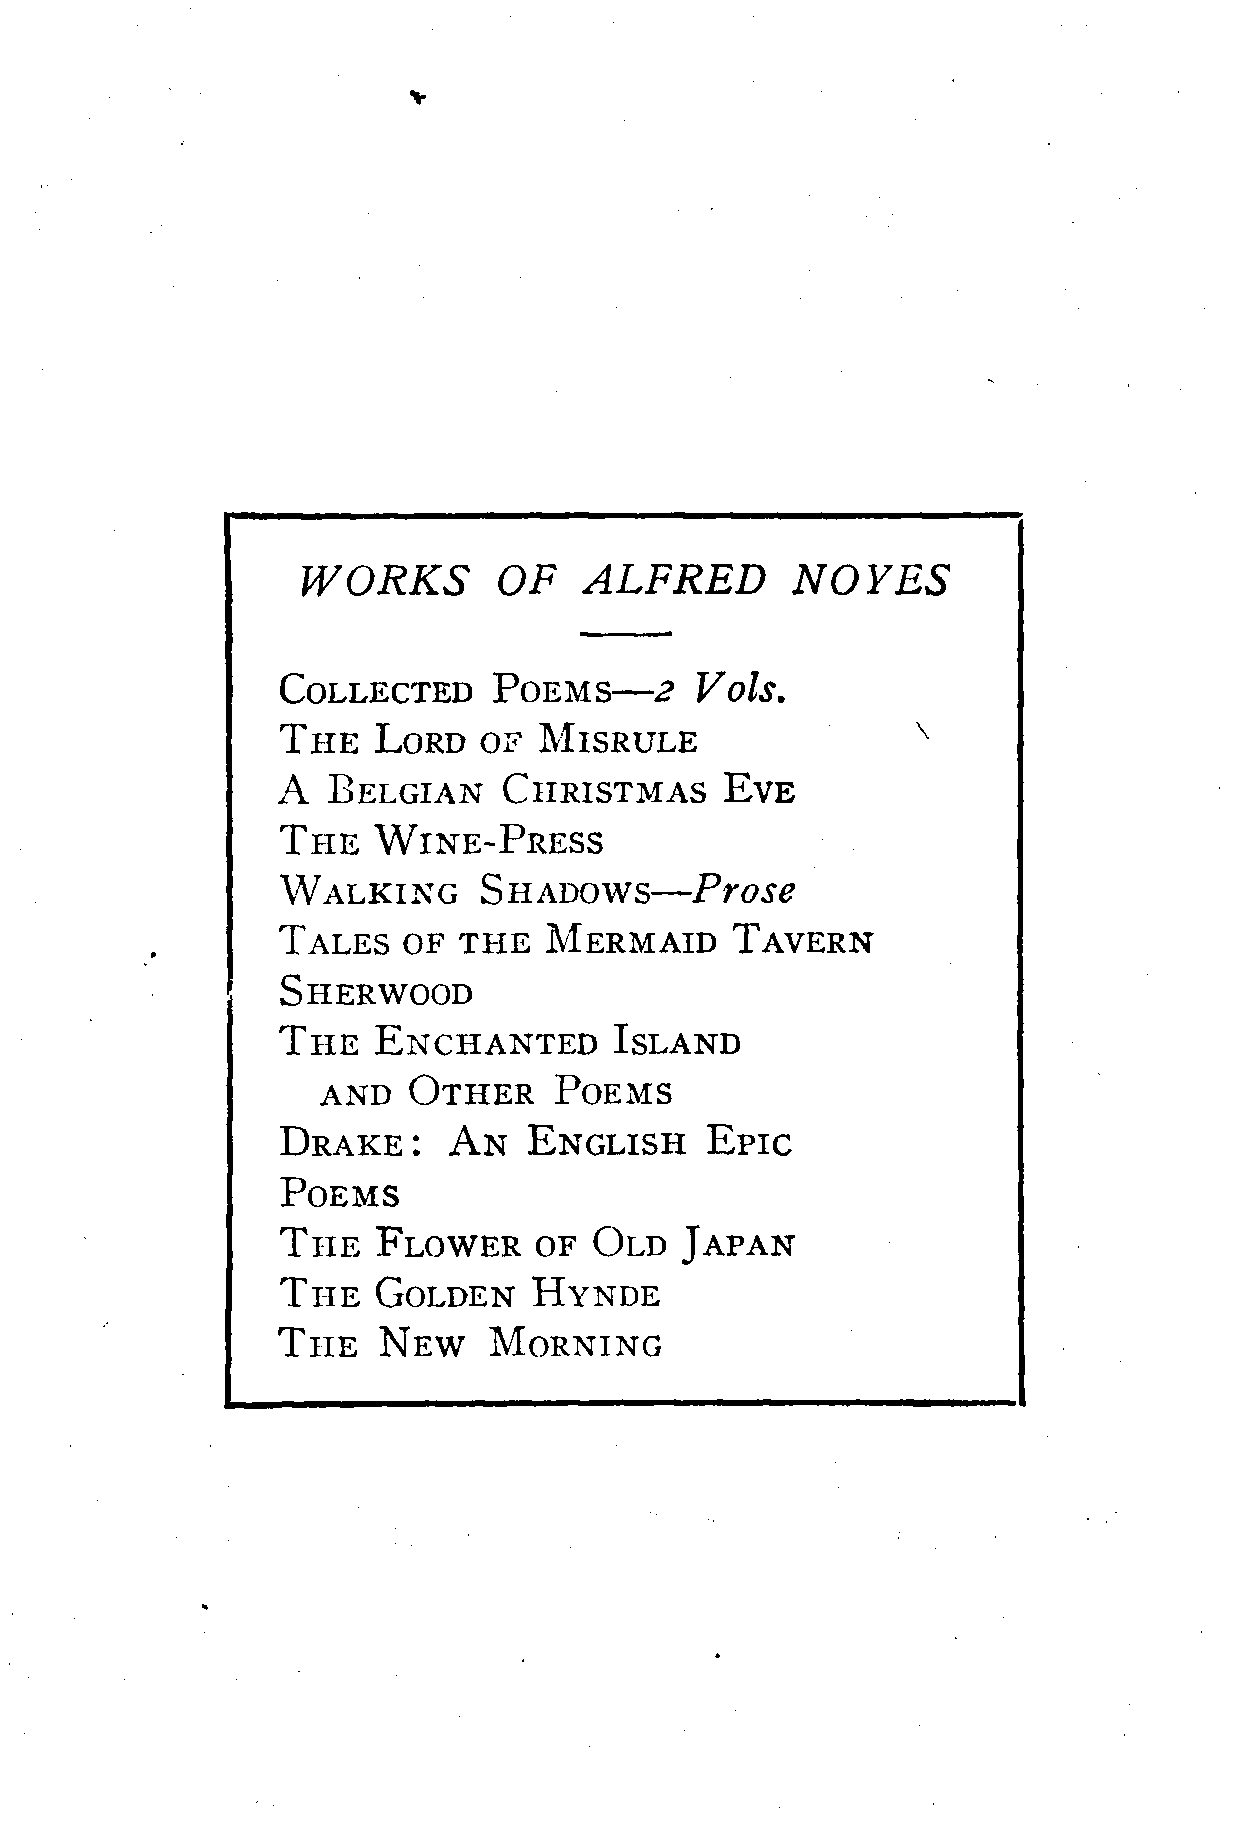 WORKS OF ALFRED NOYES
COLLECTED POEMS—2 Vols.
THE LORD OF MISRULE
A BELGIAN CHRISTMAS EVE
THE WINE-PRESS
WALKING SHADOWS—Prose
TALES OF THE MERMAID TAVERN
SHERWOOD
THE ENCHANTED ISLAND
AND OTHER POEMS
DRAKE: AN ENGLISH EPIC
POEMS
THE FLOWER OF OLD JAPAN
THE GOLDEN HYNDE
THE NEW MORNING